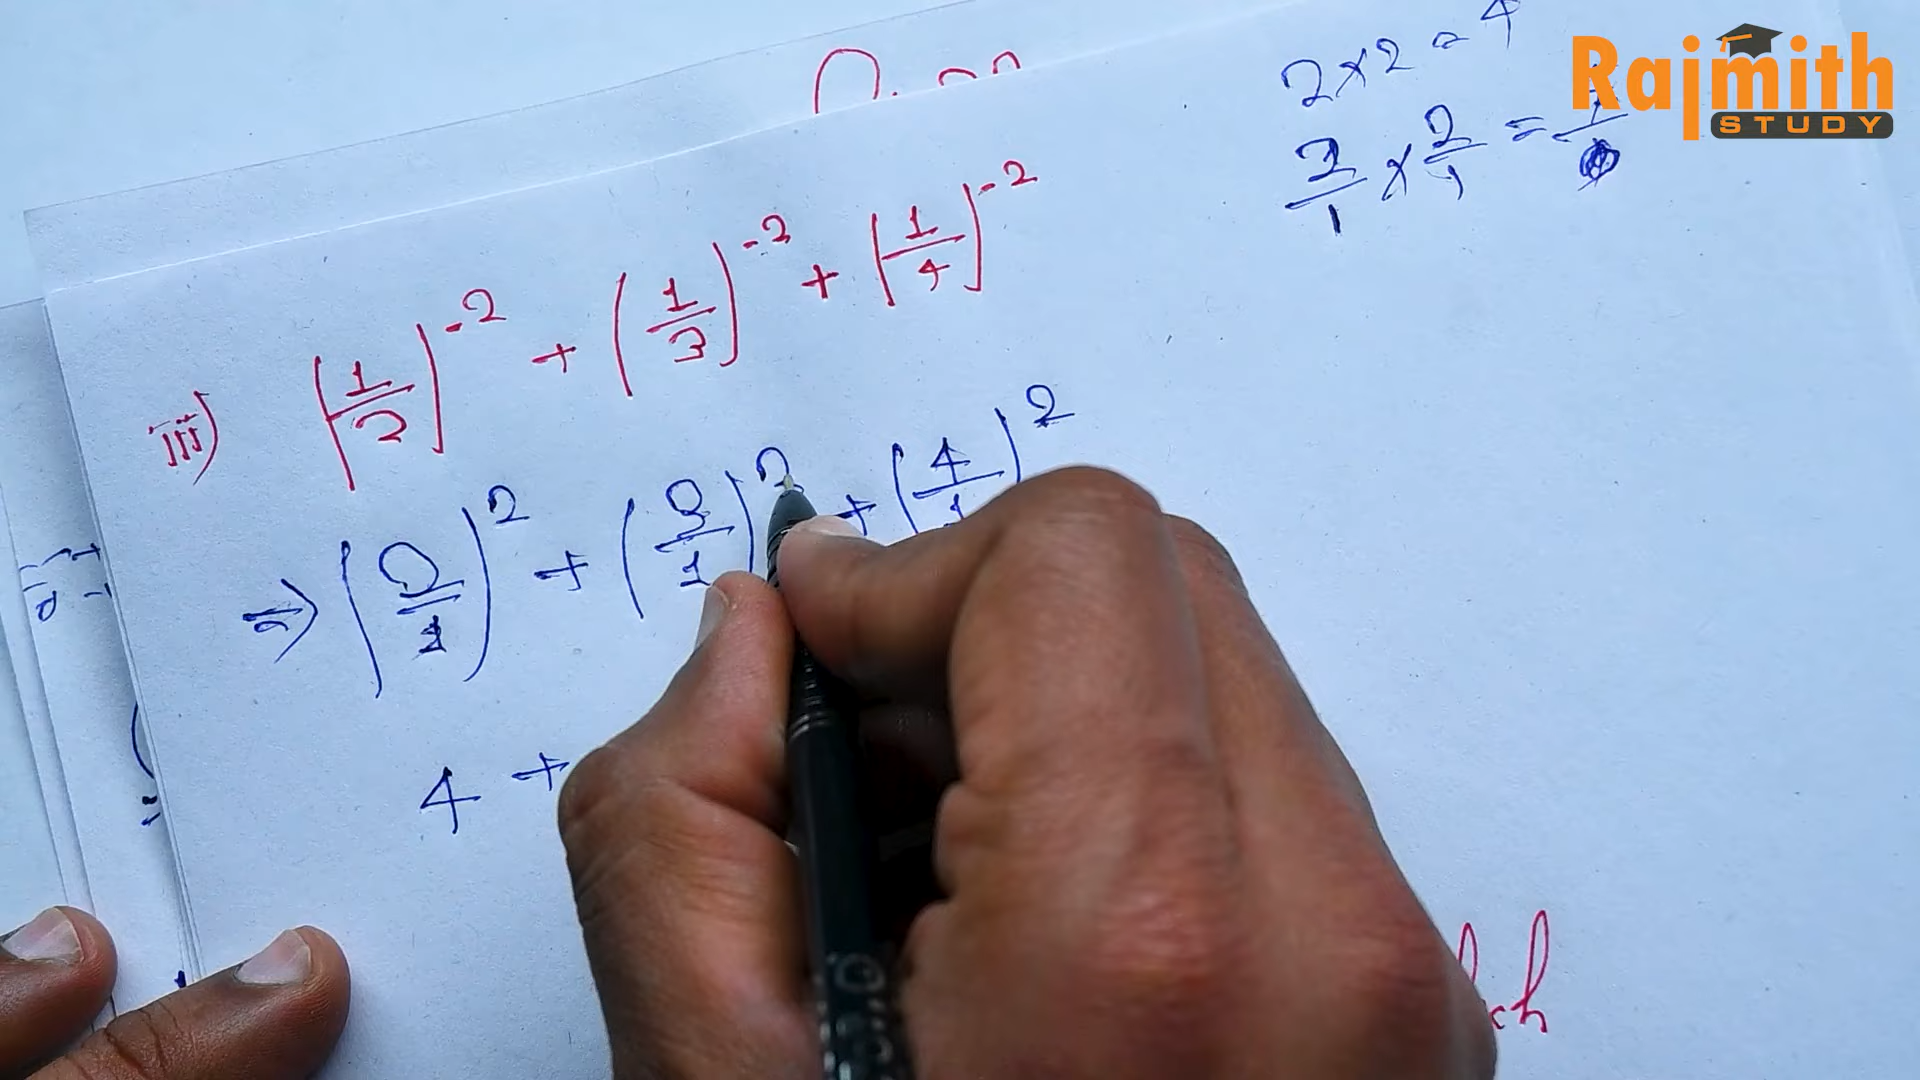 2×2=4
2/1 × 2/1 =
Rajmith
STUDY
iii) (1/2)^-2 + (1/3)^-2 + (1/4)^-2
⇒ (2/1)^2 + (3/1)^2 + (4/1)^2
4 +
ch